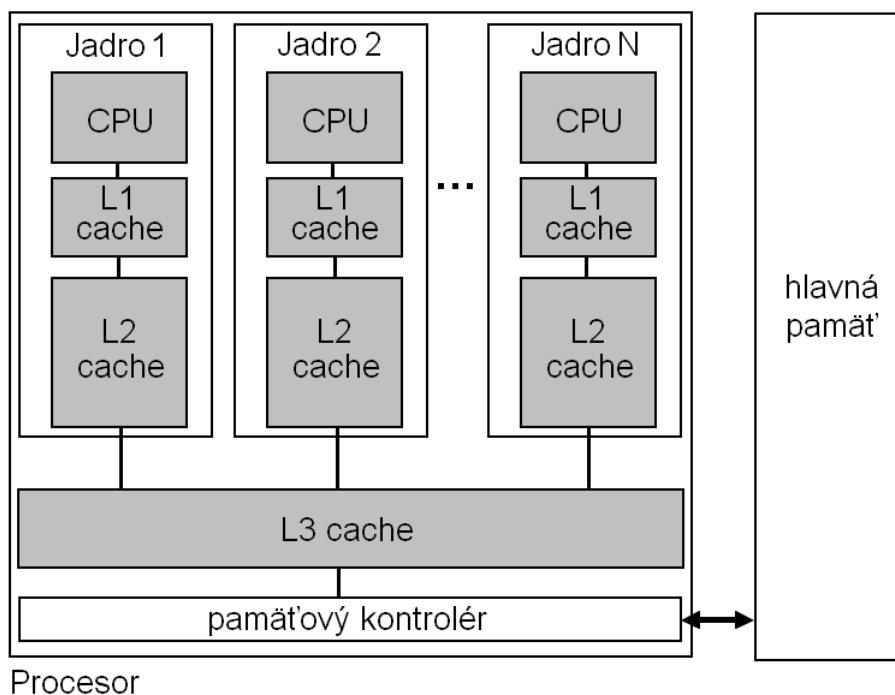 Jadro 1
CPU
L1
cache
L2
cache
Jadro 2
CPU
L1
cache
L2
cache
...
Jadro N
CPU
L1
cache
L2
cache
L3 cache
pamäťový kontrolér
Procesor
hlavná
pamäť